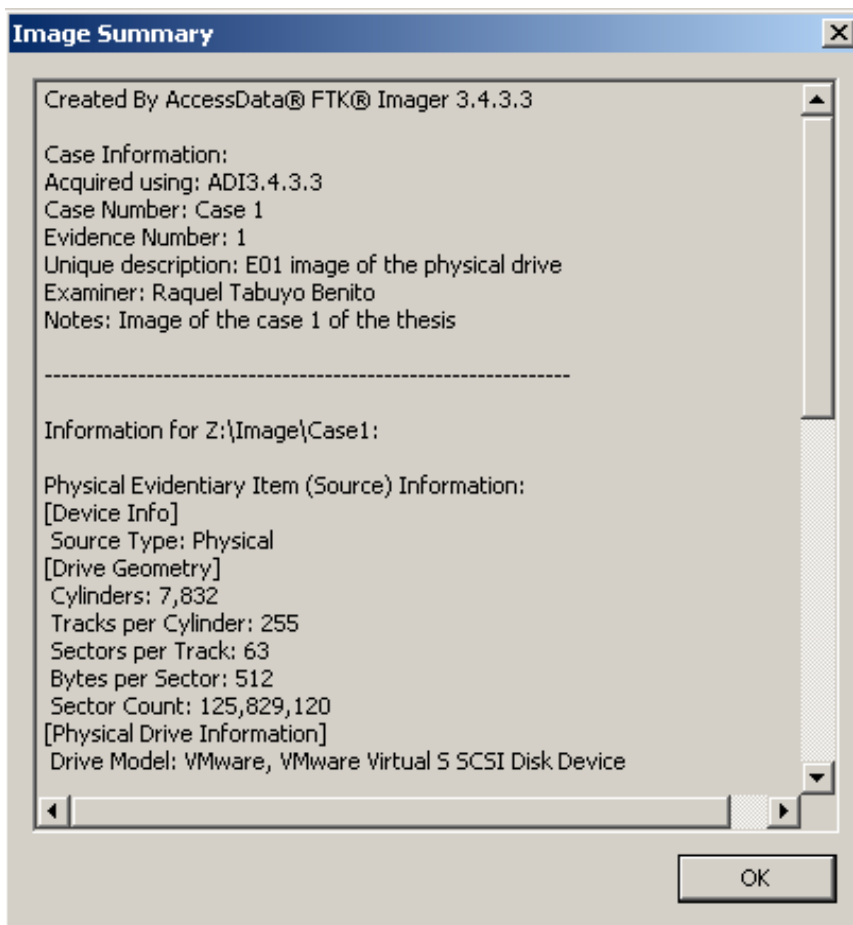 Image Summary
Created By AccessData® FTK® Imager 3.4.3.3
Case Information:
Acquired using: ADI3.4.3.3
Case Number: Case 1
Evidence Number: 1
Unique description: E01 image of the physical drive
Examiner: Raquel Tabuyo Benito
Notes: Image of the case 1 of the thesis
--------------------------------------------------------------
Information for Z:\Image\Case1:
Physical Evidentiary Item (Source) Information:
[Device Info]
Source Type: Physical
[Drive Geometry]
Cylinders: 7,832
Tracks per Cylinder: 255
Sectors per Track: 63
Bytes per Sector: 512
Sector Count: 125,829,120
[Physical Drive Information]
Drive Model: VMware, VMware Virtual S SCSI Disk Device
OK